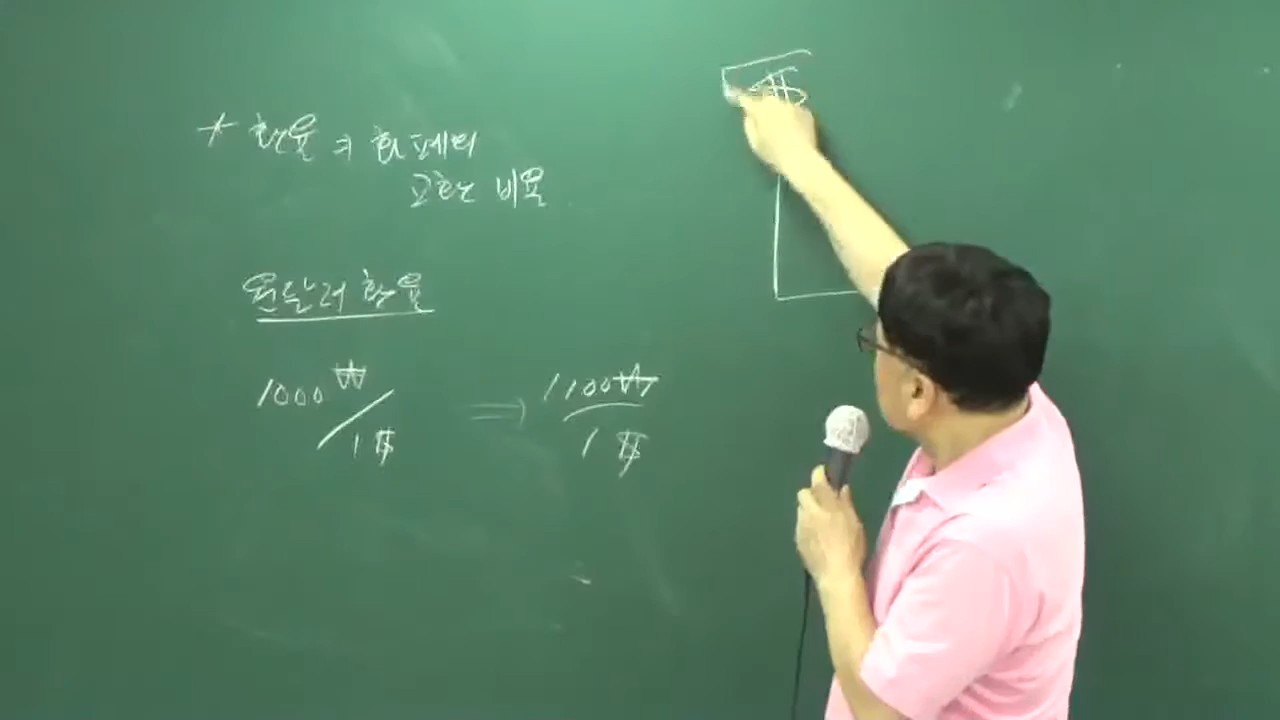 * 환율 ⇒ 화폐의
교환 비율
원달러 환율
1000₩/1$ ⇒ 1100₩/1$
$